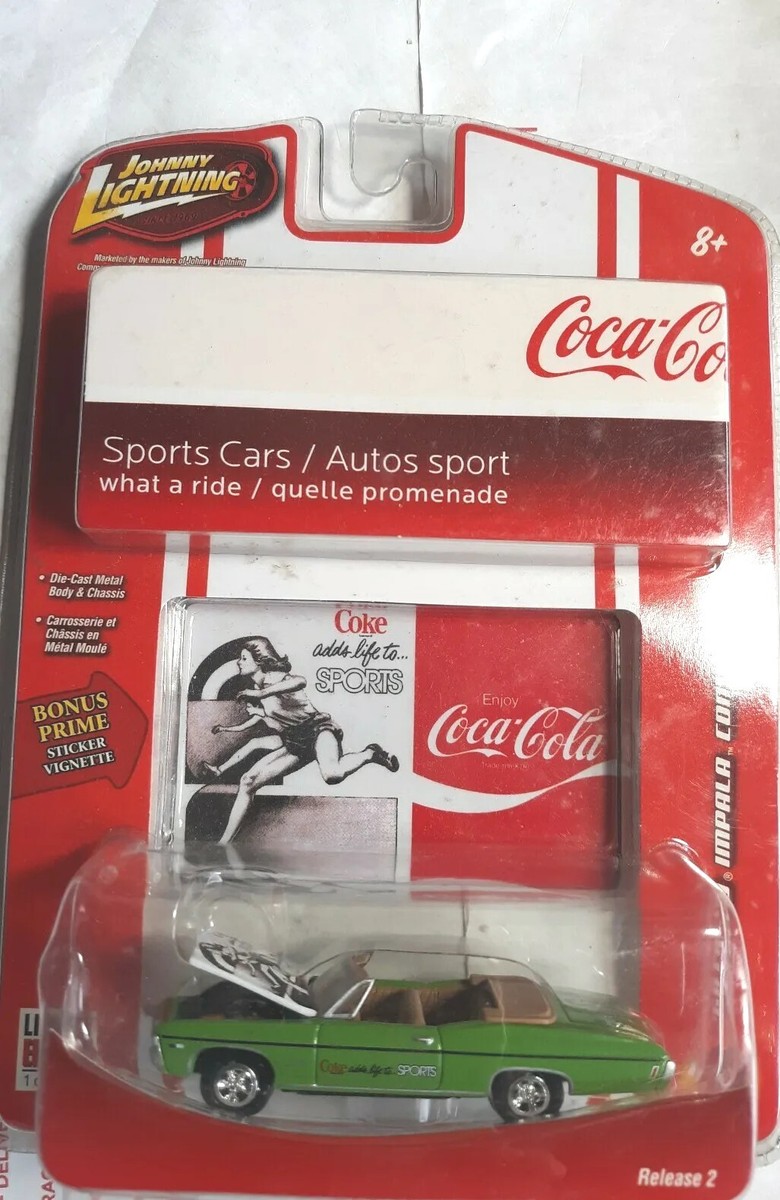 JOHNNY
LIGHTNING
8+
Marketed by the makers of Johnny Lightning
Coca-Co
Sports Cars / Autos sport
what a ride / quelle promenade
• Die-Cast Metal
Body & Chassis
• Carrosserie et
Châssis en
Métal Moulé
BONUS
PRIME
STICKER
VIGNETTE
Coke
adds life to...
SPORTS
Enjoy
Coca-Cola
® IMPALA™ CON
Coke adds life to... SPORTS
Release 2